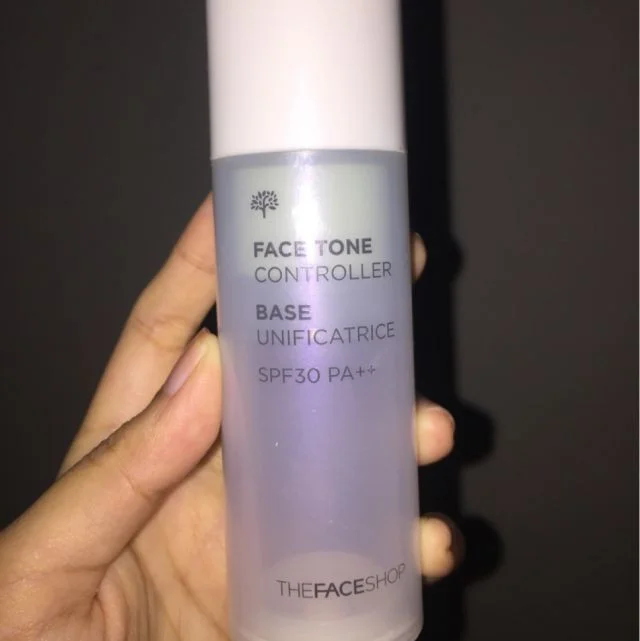 FACE TONE
CONTROLLER
BASE
UNIFICATRICE
SPF30 PA++
THEFACESHOP